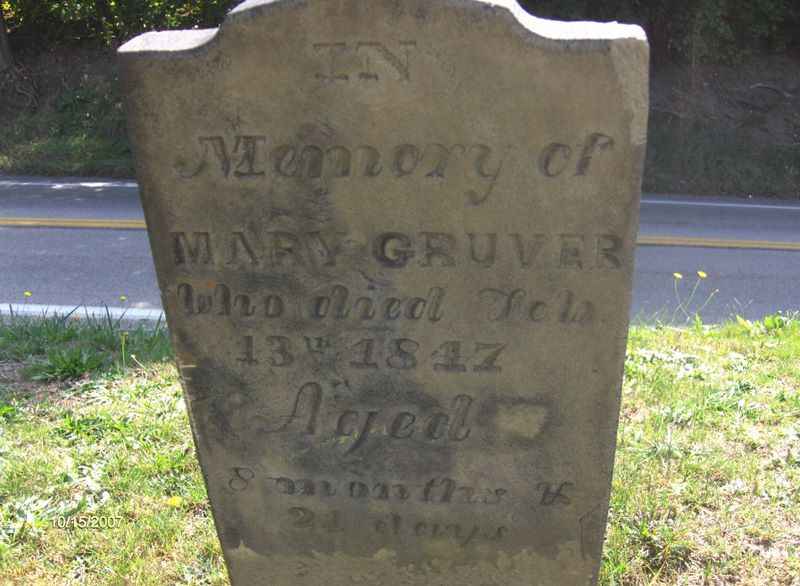 IN
Memory of
MARY GRUVER
Who died Feb
13th 1847
Aged
8 months &
21 days
10/15/2007